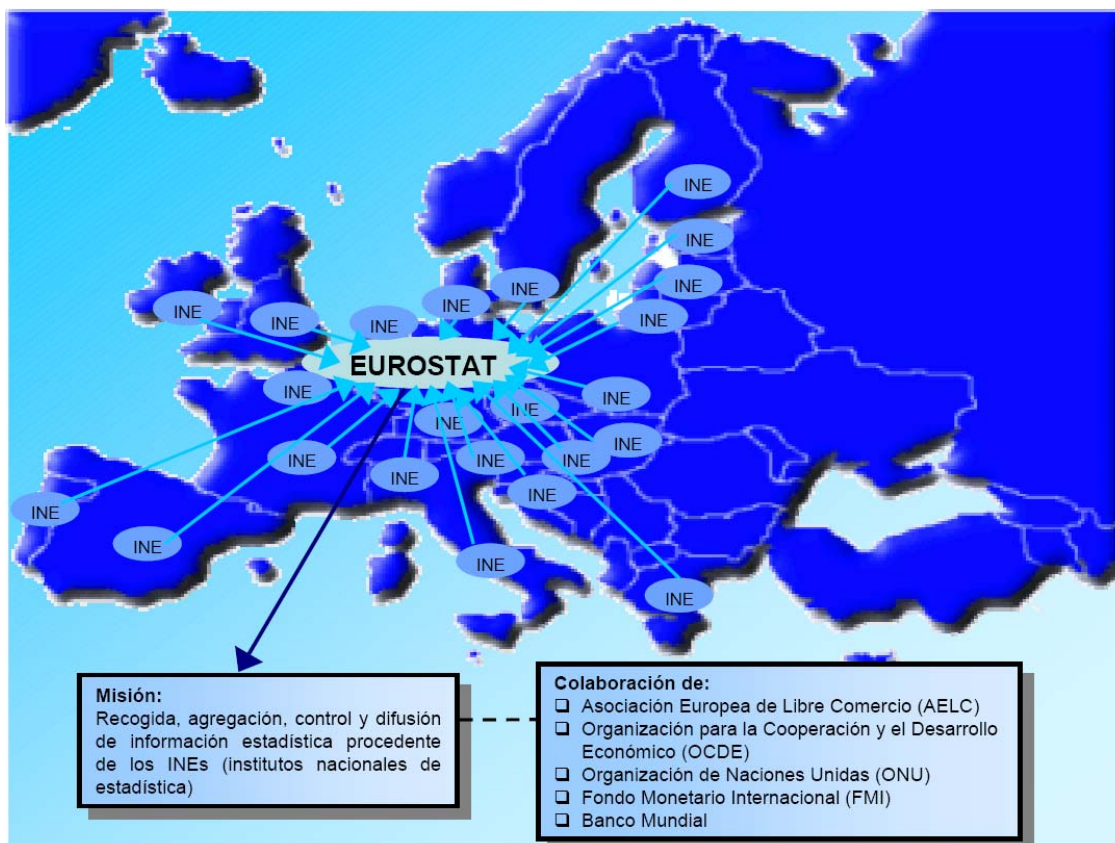 INE
INE
INE
INE
INE
INE
INE
INE
INE
EUROSTAT
INE
INE
INE
INE
INE
INE
INE
INE
INE
INE
INE
INE
INE
INE
Misión:
Recogida, agregación, control y difusión
de información estadística procedente
de los INEs (institutos nacionales de
estadística)
Colaboración de:
❑ Asociación Europea de Libre Comercio (AELC)
❑ Organización para la Cooperación y el Desarrollo
Económico (OCDE)
❑ Organización de Naciones Unidas (ONU)
❑ Fondo Monetario Internacional (FMI)
❑ Banco Mundial